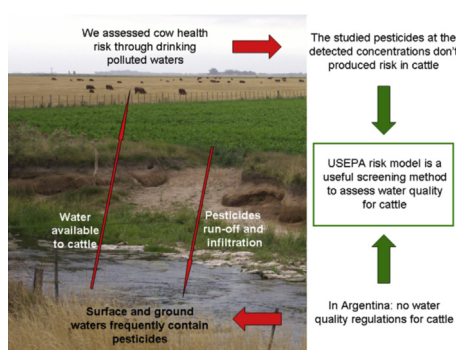 We assessed cow health
risk through drinking
polluted waters
The studied pesticides at the
detected concentrations don't
produced risk in cattle
USEPA risk model is a
useful screening method
to assess water quality
for cattle
Water
available
to cattle
Pesticides
run-off and
infiltration
Surface and ground
waters frequently contain
pesticides
In Argentina: no water
quality regulations for cattle